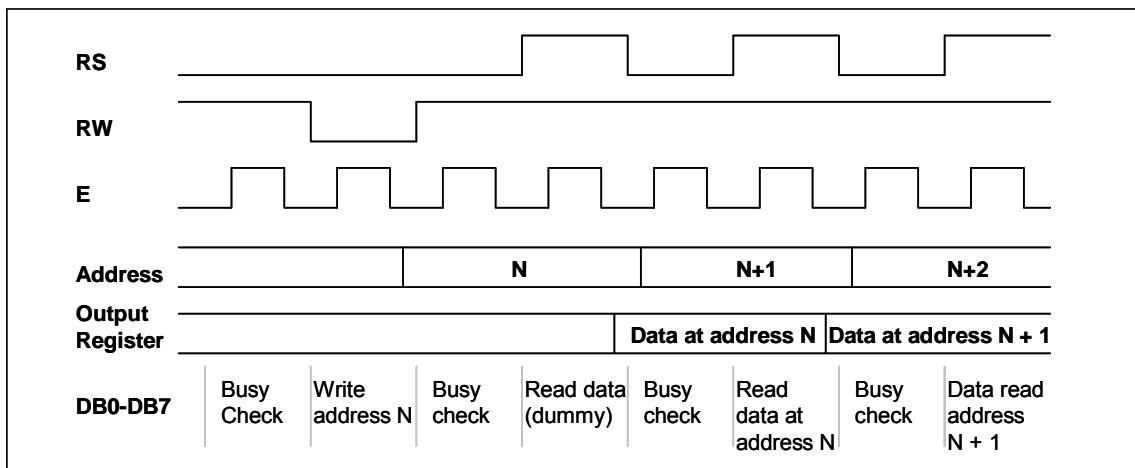 RS
RW
E
Address
N
N+1
N+2
Output
Register
Data at address N
Data at address N + 1
DB0-DB7
Busy
Check
Write
address N
Busy
check
Read data
(dummy)
Busy
check
Read
data at
address N
Busy
check
Data read
address
N + 1